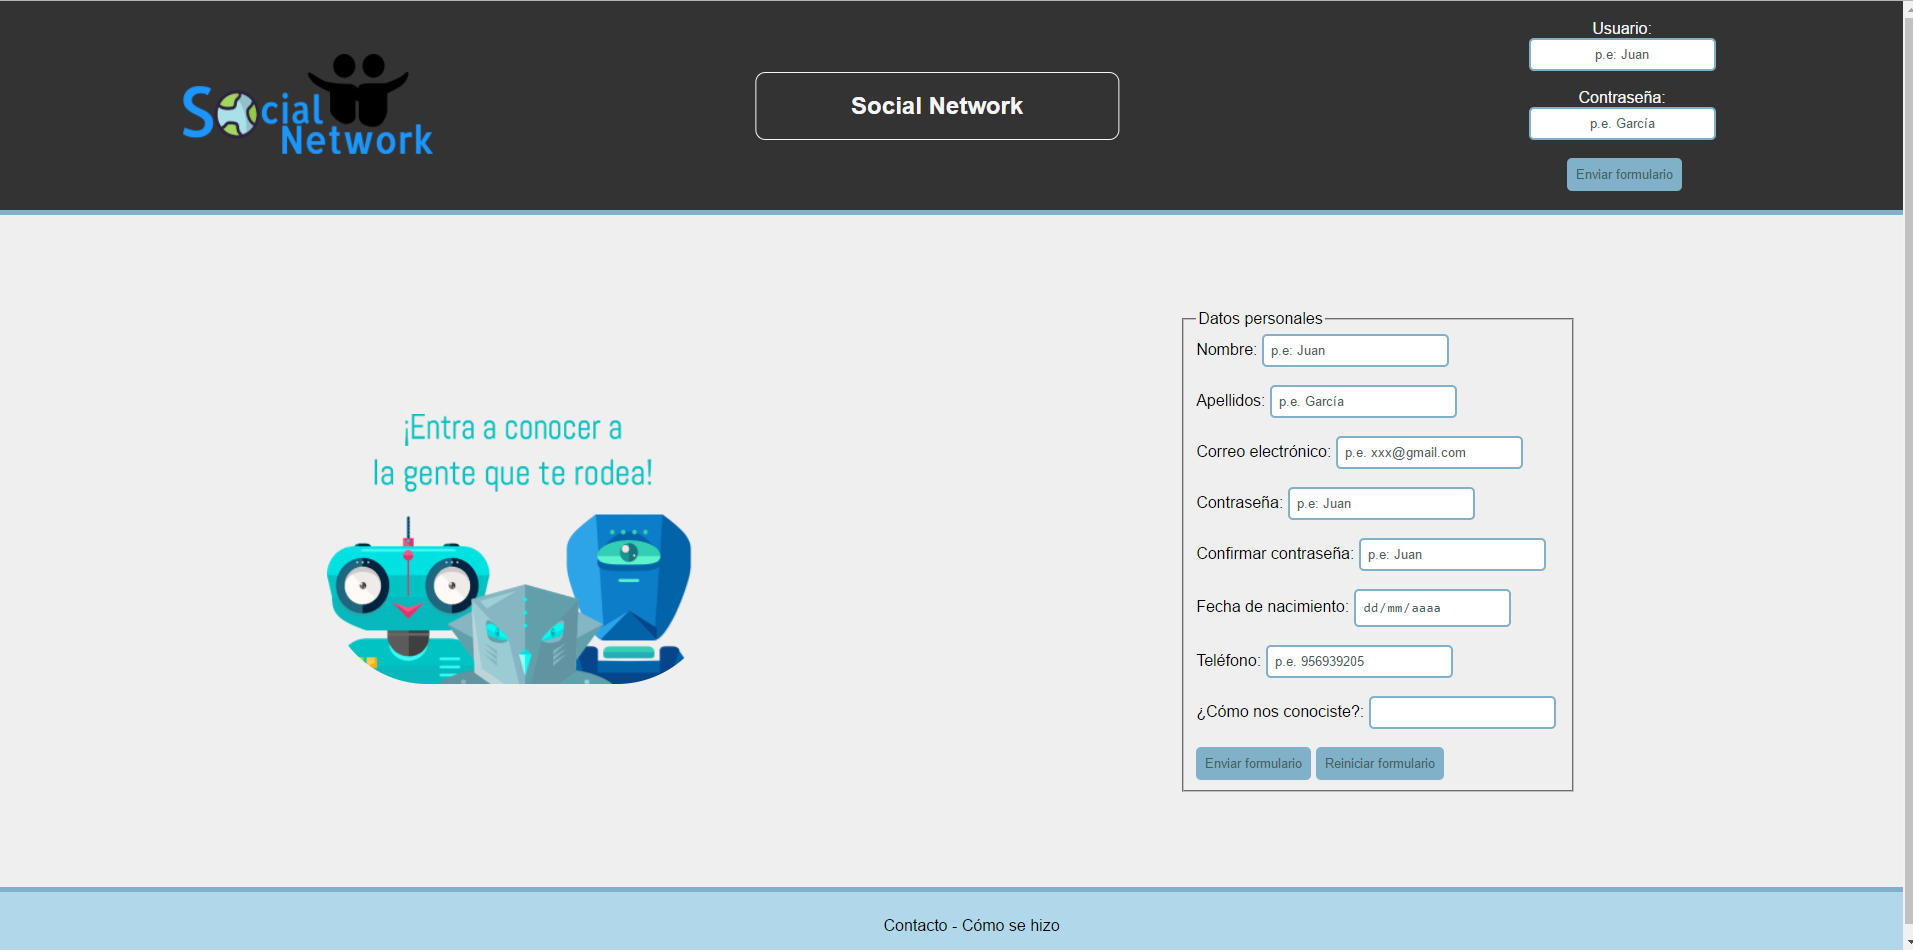 Social
Network
Social Network
Usuario:
p.e: Juan
Contraseña:
p.e. García
Enviar formulario
¡Entra a conocer a
la gente que te rodea!
Datos personales
Nombre: p.e: Juan
Apellidos: p.e. García
Correo electrónico: p.e. xxx@gmail.com
Contraseña: p.e: Juan
Confirmar contraseña: p.e: Juan
Fecha de nacimiento: dd/mm/aaaa
Teléfono: p.e. 956939205
¿Cómo nos conociste?:
Enviar formulario Reiniciar formulario
Contacto - Cómo se hizo